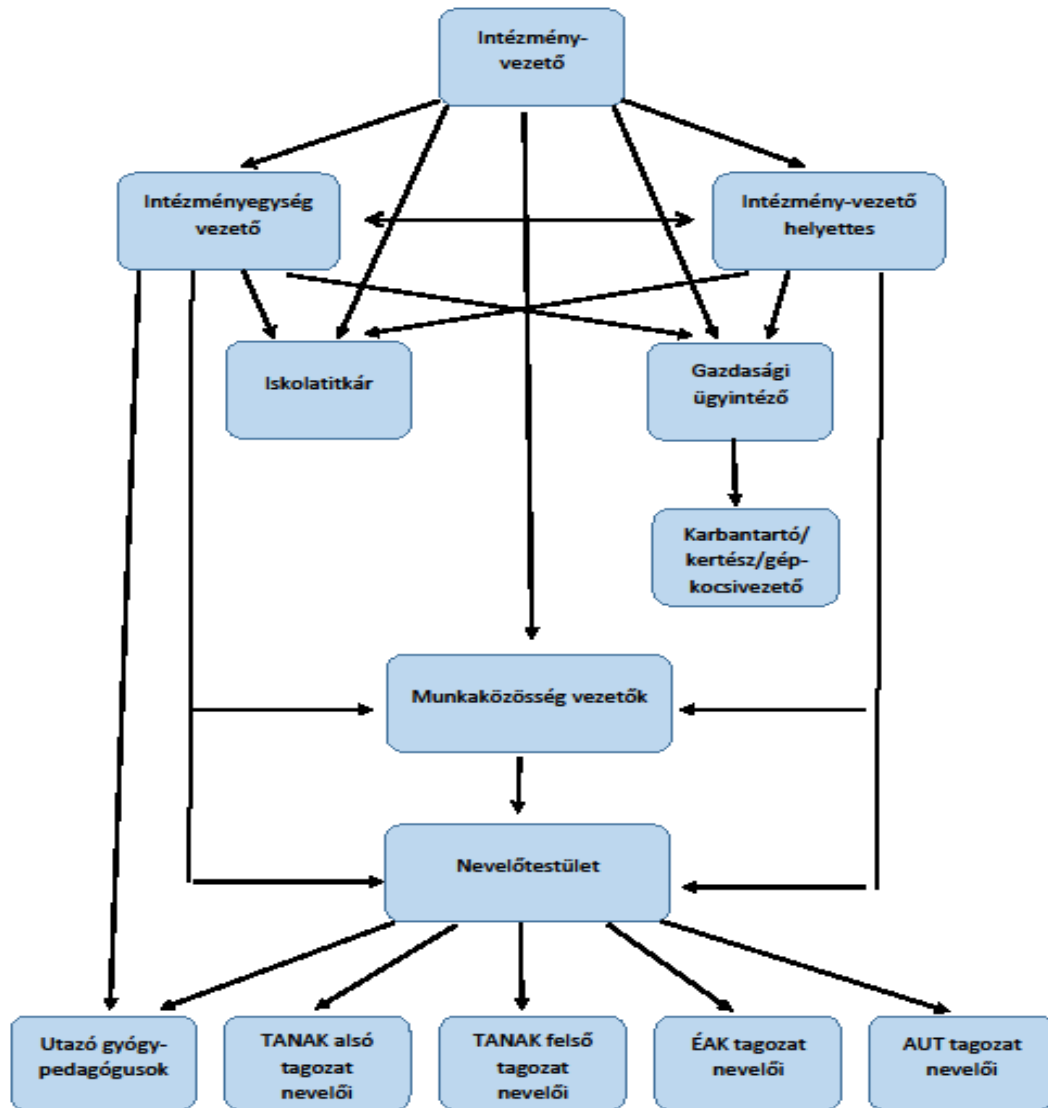 Intézmény-
vezető
Intézményegység
vezető
Intézmény-vezető
helyettes
Iskolatitkár
Gazdasági
ügyintéző
Karbantartó/
kertész/gép-
kocsivezető
Munkaközösség vezetők
Nevelőtestület
Utazó gyógy-
pedagógusok
TANAK alsó
tagozat
nevelői
TANAK felső
tagozat
nevelői
ÉAK tagozat
nevelői
AUT tagozat
nevelői